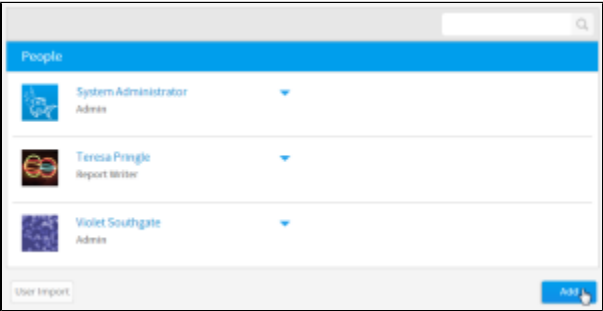 People
System Administrator
Admin
Teresa Pringle
Report Writer
Violet Southgate
Admin
User Import
Add